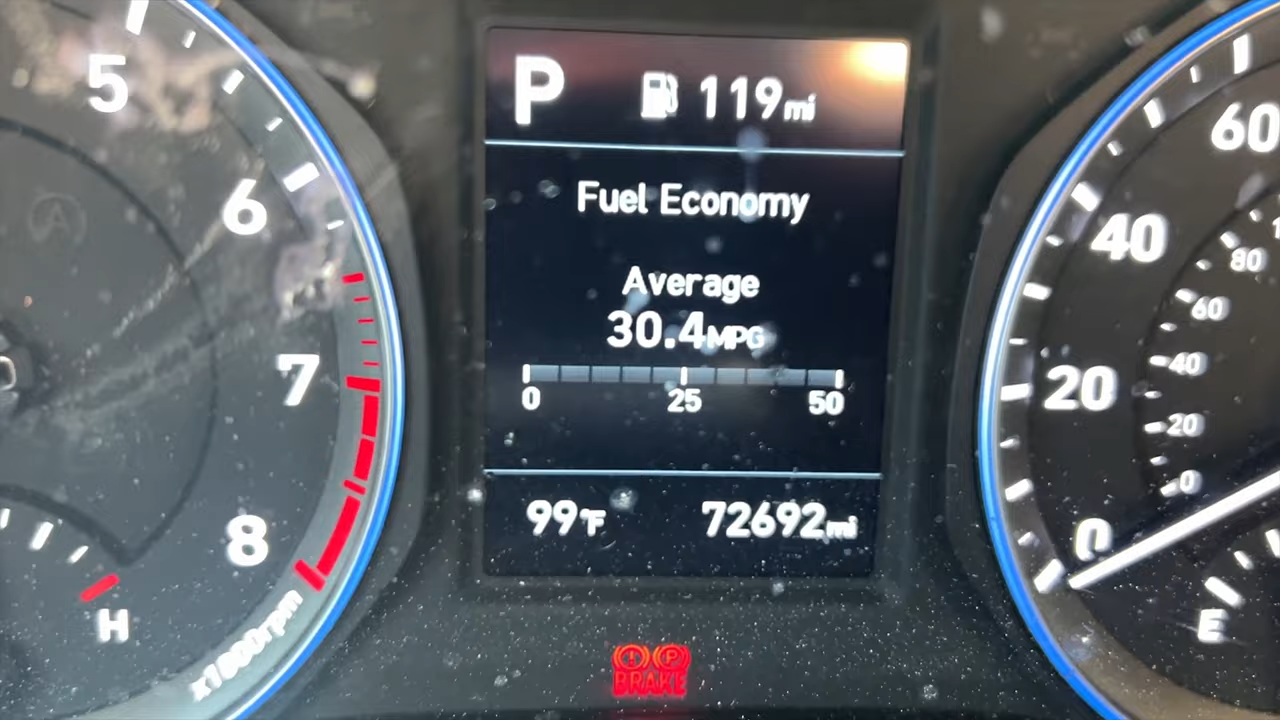 5
6
7
8
x1000rpm
H
P 119mi
Fuel Economy
Average
30.4MPG
0 25 50
99°F 72692mi
BRAKE
P
60
40
20
0
80
60
40
20
0
E